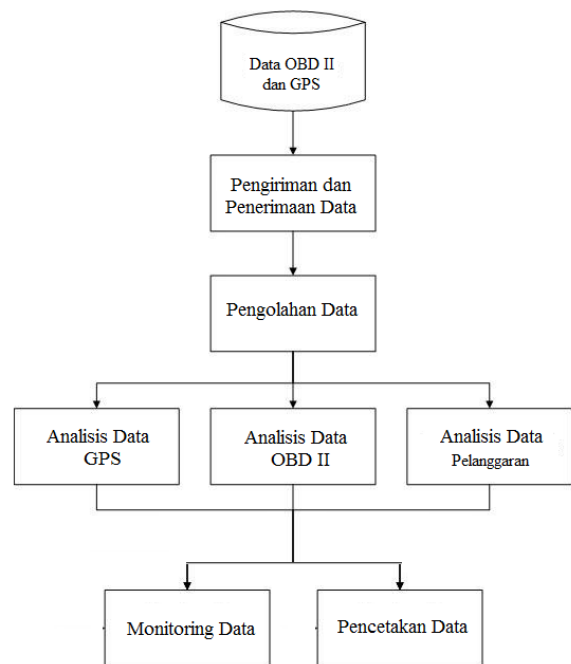 Data OBD II
dan GPS
Pengiriman dan
Penerimaan Data
Pengolahan Data
Analisis Data
GPS
Analisis Data
OBD II
Analisis Data
Pelanggaran
Monitoring Data
Pencetakan Data